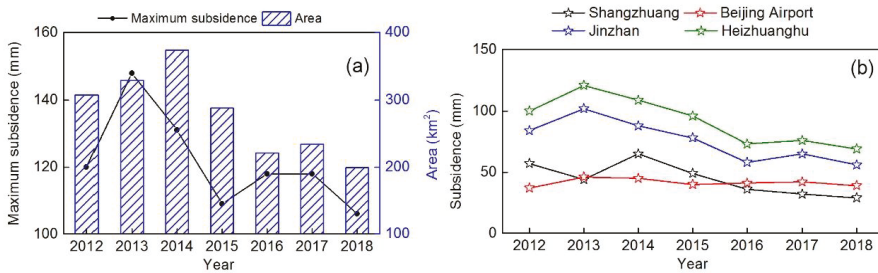 Maximum subsidence
Area
(a)
160
140
120
100
Maximum subsidence (mm)
400
300
200
100
Area (km²)
2012 2013 2014 2015 2016 2017 2018
Year
Shangzhuang
Beijing Airport
Jinzhan
Heizhuanghu
(b)
150
100
50
0
Subsidence (mm)
2012 2013 2014 2015 2016 2017 2018
Year